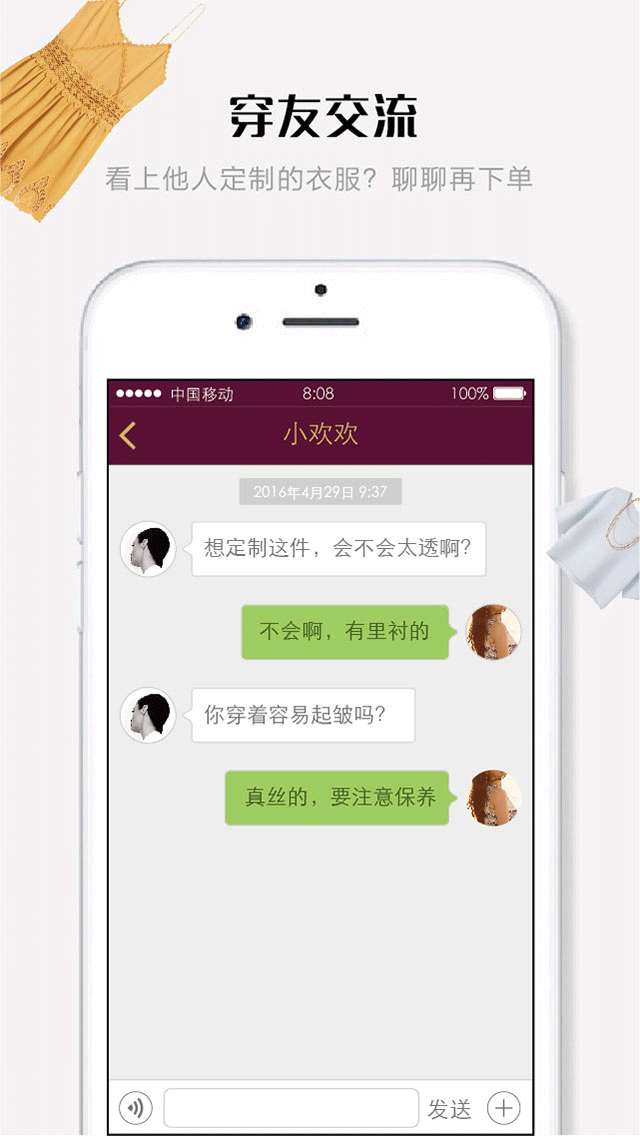 穿友交流
看上他人定制的衣服？聊聊再下单
中国移动 8:08 100%
小欢欢
2016年4月29日 9:37
想定制这件，会不会太透啊？
不会啊，有里衬的
你穿着容易起皱吗？
真丝的，要注意保养
发送